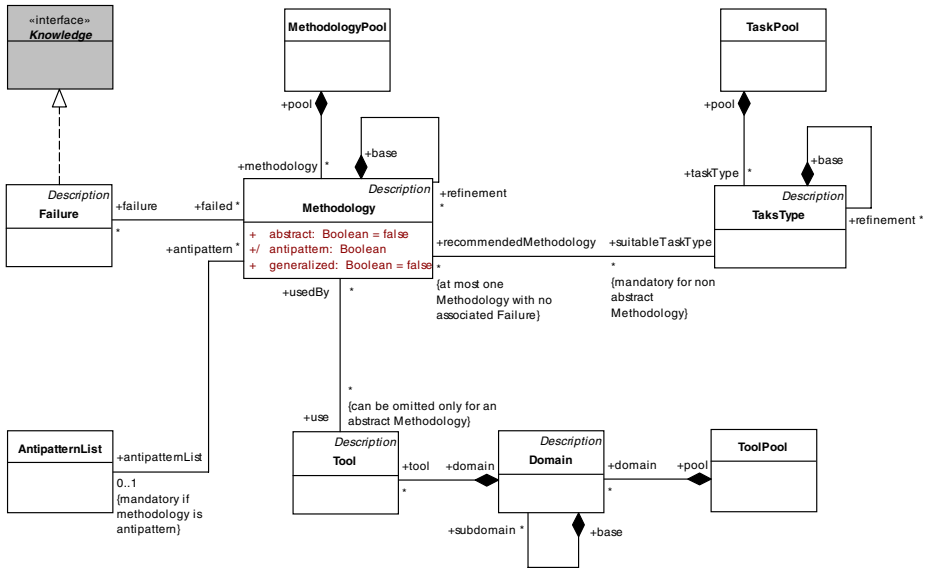 «interface»
Knowledge
MethodologyPool
TaskPool
+pool
+pool
+base
+base
+methodology *
+taskType *
Description
Failure
+failure
*
+failed *
Description
Methodology
+ abstract: Boolean = false
+/ antipattern: Boolean
+ generalized: Boolean = false
+refinement
*
Description
TaksType
+refinement *
+antipattern *
+recommendedMethodology
*
{at most one
Methodology with no
associated Failure}
+suitableTaskType
*
{mandatory for non
abstract
Methodology}
+usedBy *
*
{can be omitted only for an
abstract Methodology}
+use
AntipatternList
+antipatternList
0..1
{mandatory if
methodology is
antipattern}
Description
Tool
+tool
*
+domain
Description
Domain
+domain
*
+pool
ToolPool
+subdomain *
+base